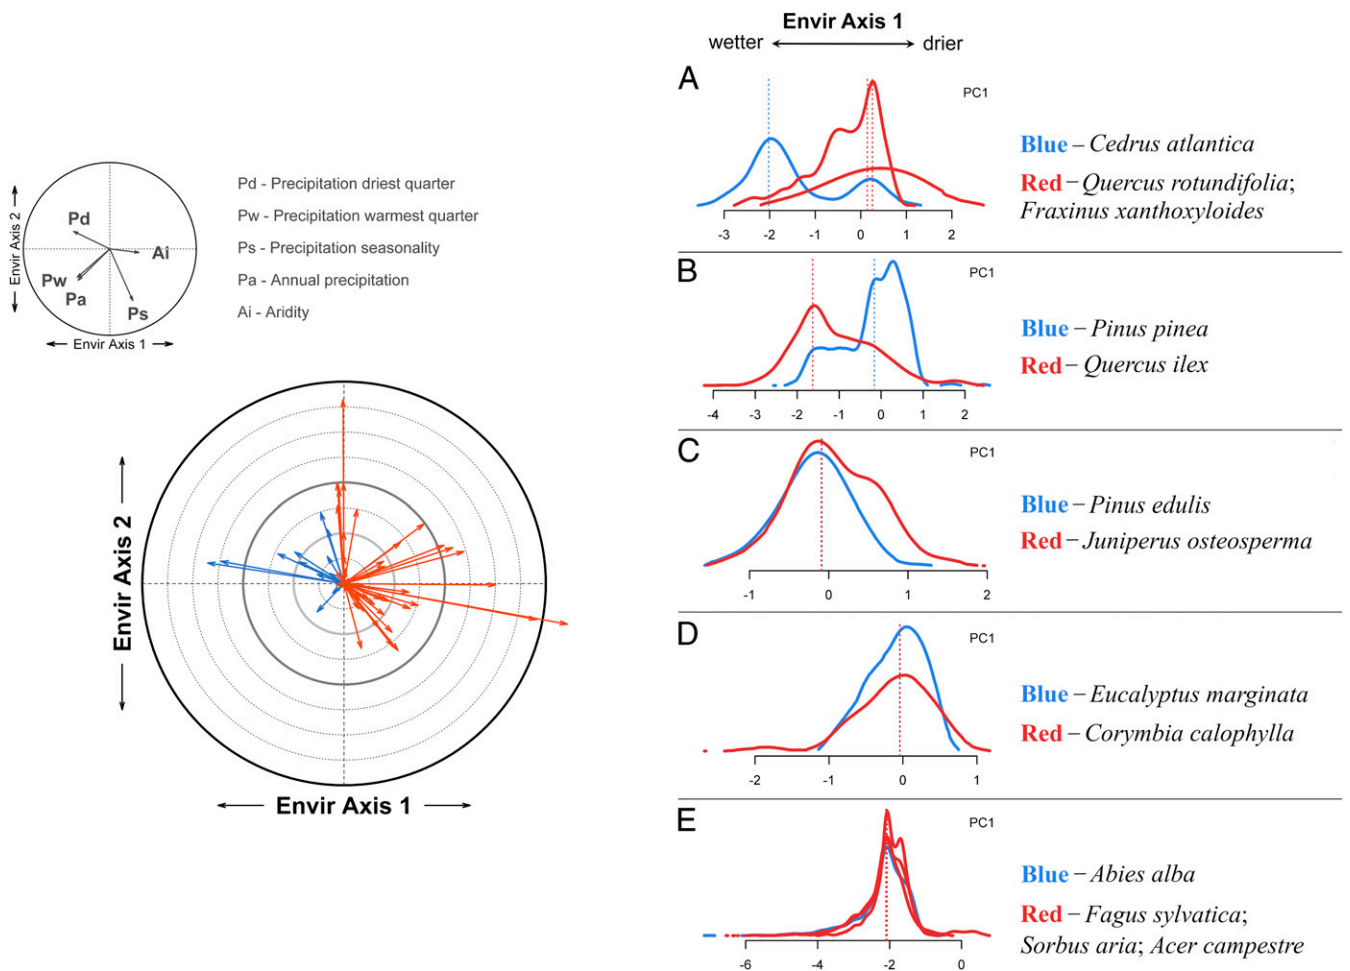 Envir Axis 2
Pd
Ai
Pw
Pa
Ps
Envir Axis 1
Pd - Precipitation driest quarter
Pw - Precipitation warmest quarter
Ps - Precipitation seasonality
Pa - Annual precipitation
Ai - Aridity
Envir Axis 2
Envir Axis 1
Envir Axis 1
wetter drier
A
PC1
-3 -2 -1 0 1 2
Blue – Cedrus atlantica
Red – Quercus rotundifolia;
Fraxinus xanthoxyloides
B
PC1
-4 -3 -2 -1 0 1 2
Blue – Pinus pinea
Red – Quercus ilex
C
PC1
-1 0 1 2
Blue – Pinus edulis
Red – Juniperus osteosperma
D
PC1
-2 -1 0 1
Blue – Eucalyptus marginata
Red – Corymbia calophylla
E
PC1
-6 -4 -2 0
Blue – Abies alba
Red – Fagus sylvatica;
Sorbus aria; Acer campestre